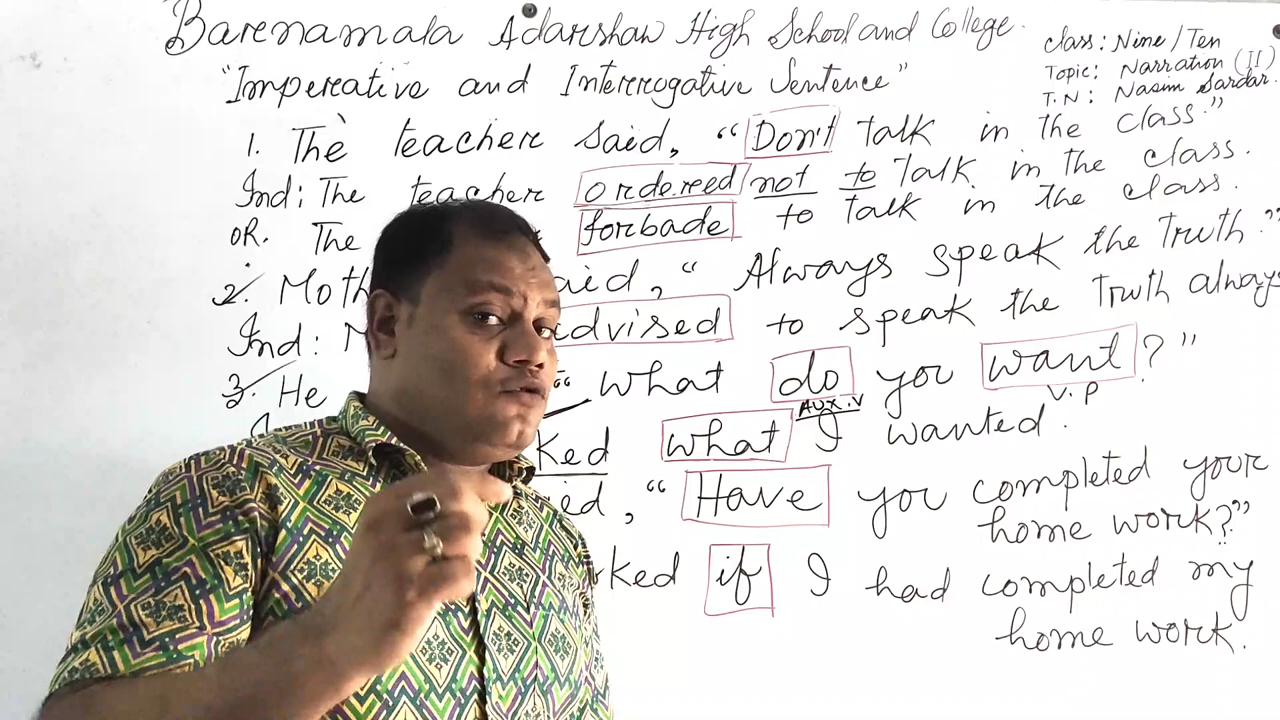 Barenamala Adarshaw High School and College.
class: Nine / Ten
Topic: Narration (II)
T.N: Nasim Sardar.
"Imperative and Interrogative Sentence"
1. The teacher said, "Don't talk in the class."
Ind: The teacher ordered not to talk in the class.
OR. The forbade to talk in the class.
2. Moth aid, "Always speak the truth."
Ind: M advised to speak the truth always
3. He "what do you want?"
AUX.V V.P
ked what I wanted.
ied, "Have you completed your
home work?"
ked if I had completed my
home work.